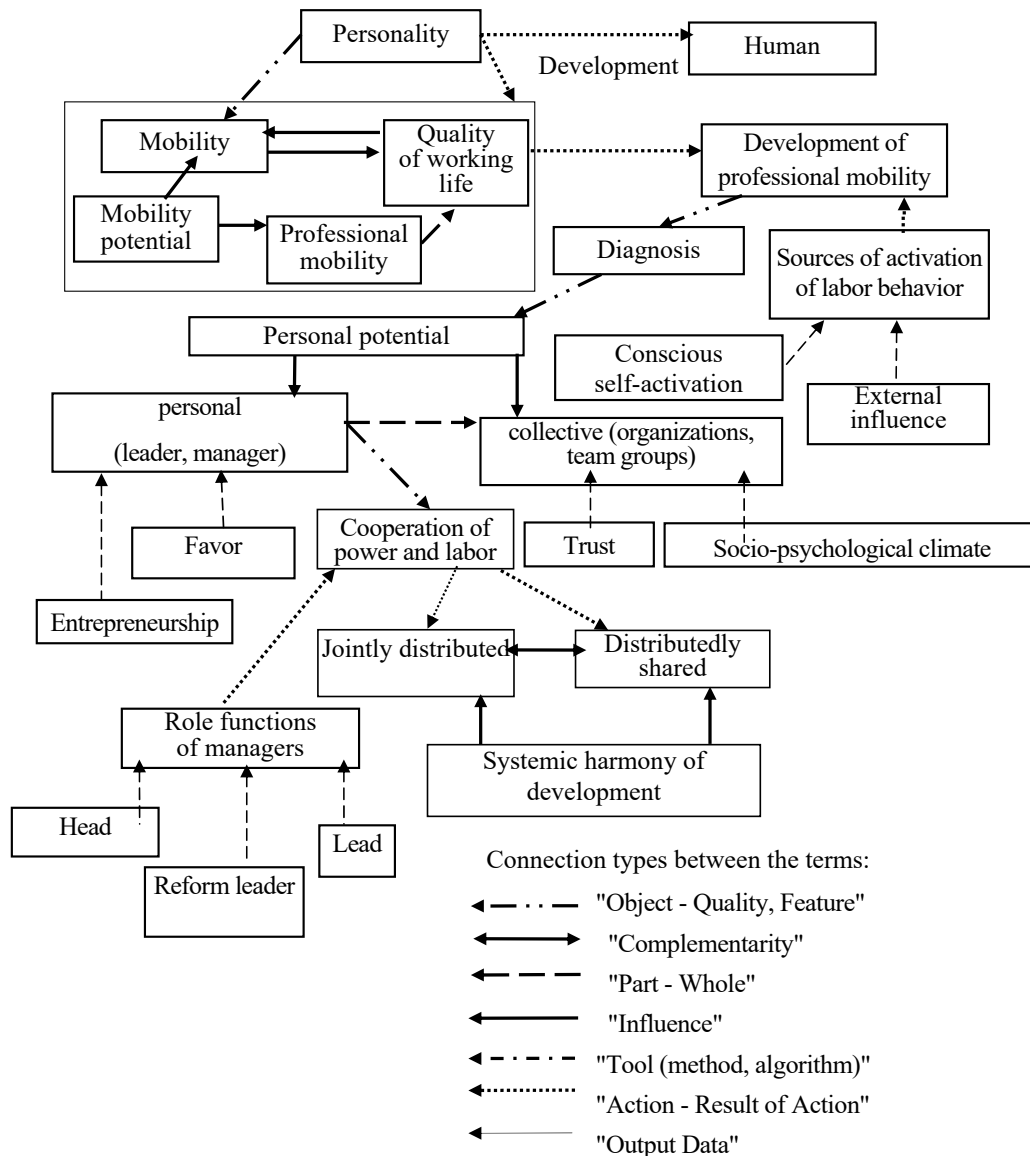 Personality
Human
Development
Mobility
Quality
of working
life
Development of
professional mobility
Mobility
potential
Professional
mobility
Diagnosis
Sources of activation
of labor behavior
Personal potential
Conscious
self-activation
External
influence
personal
(leader, manager)
collective (organizations,
team groups)
Cooperation of
power and labor
Favor
Trust
Socio-psychological climate
Entrepreneurship
Jointly distributed
Distributedly
shared
Role functions
of managers
Systemic harmony of
development
Head
Lead
Reform leader
Connection types between the terms:
"Object - Quality, Feature"
"Complementarity"
"Part - Whole"
"Influence"
"Tool (method, algorithm)"
"Action - Result of Action"
"Output Data"